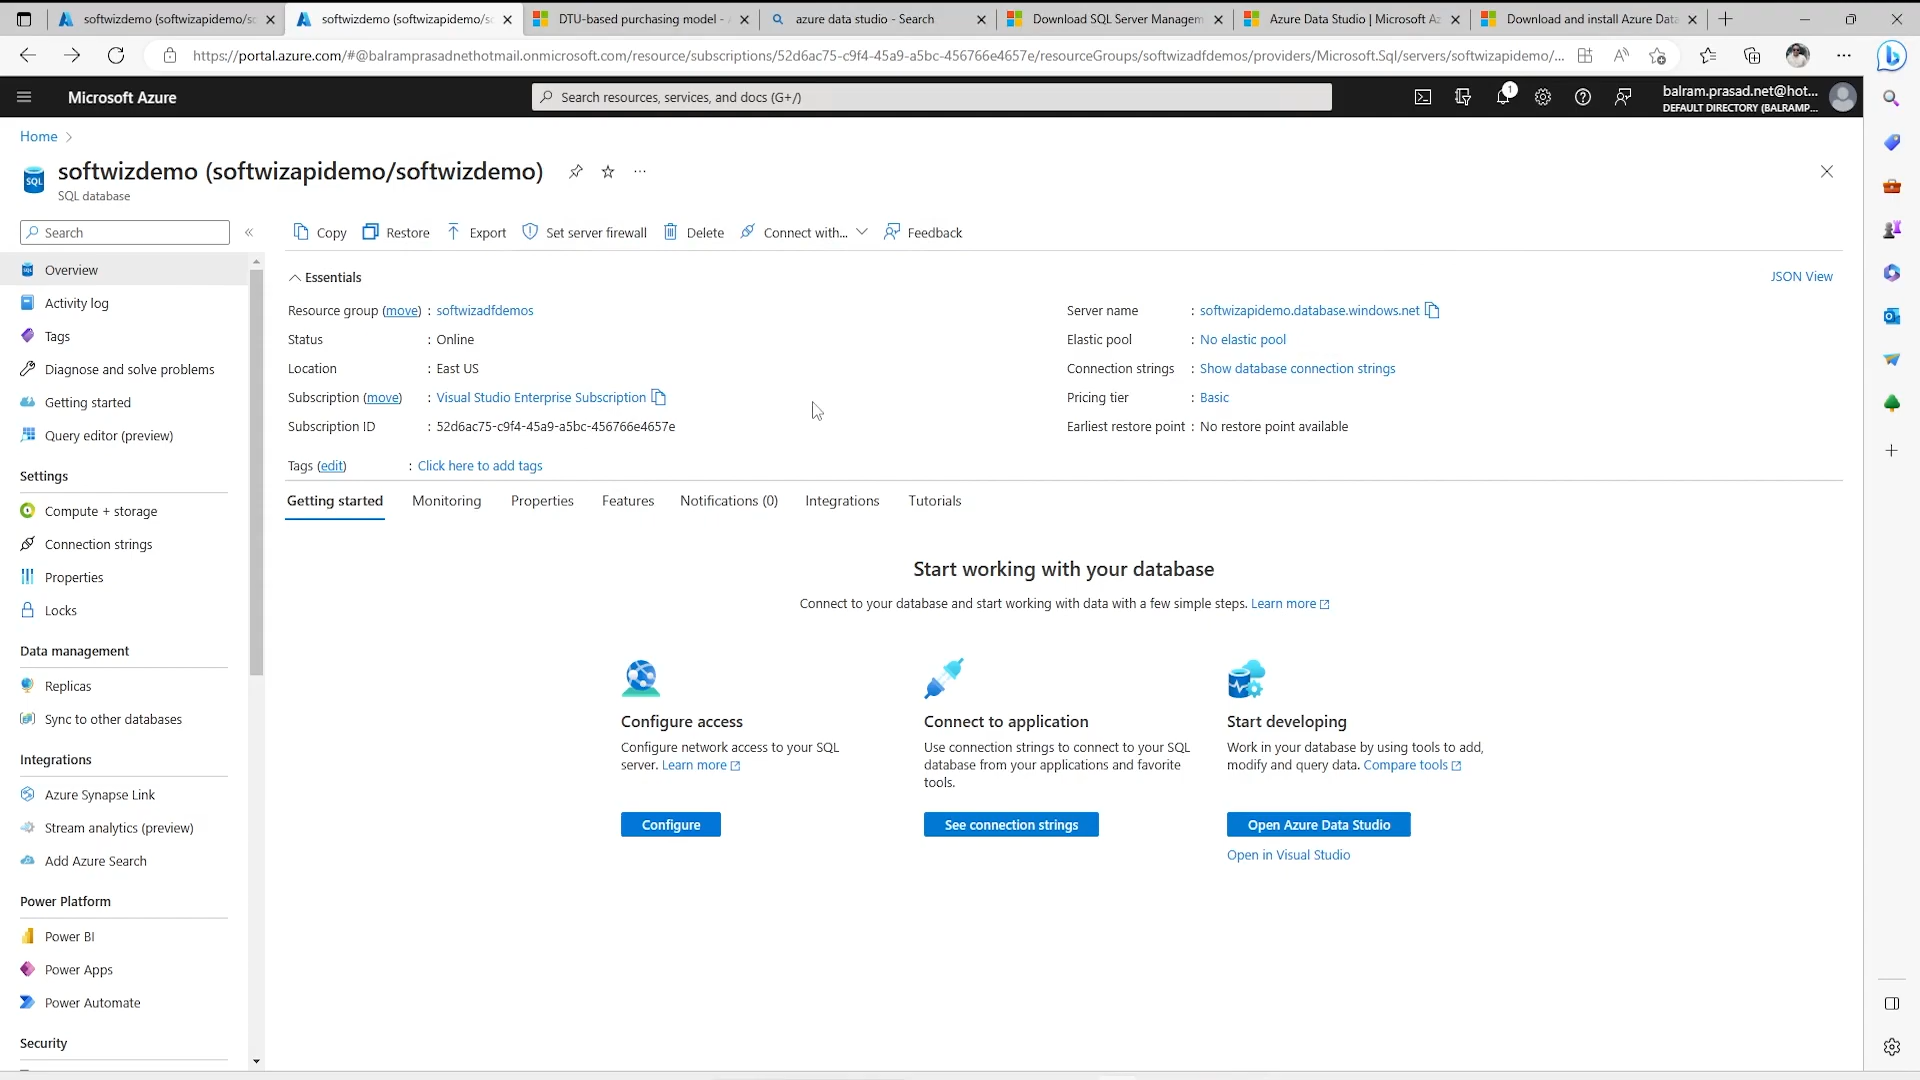 softwizdemo (softwizapidemo/so
softwizdemo (softwizapidemo/so
DTU-based purchasing model - A
azure data studio - Search
Download SQL Server Managem
Azure Data Studio | Microsoft Az
Download and install Azure Data
https://portal.azure.com/#@balramprasadnethotmail.onmicrosoft.com/resource/subscriptions/52d6ac75-c9f4-45a9-a5bc-456766e4657e/resourceGroups/softwizadfdemos/providers/Microsoft.Sql/servers/softwizapidemo/...
Microsoft Azure
Search resources, services, and docs (G+/)
1
balram.prasad.net@hot...
DEFAULT DIRECTORY (BALRAMP...
Home
softwizdemo (softwizapidemo/softwizdemo)
SQL
SQL database
Search
Copy
Restore
Export
Set server firewall
Delete
Connect with...
Feedback
Overview
Activity log
Tags
Diagnose and solve problems
Getting started
Query editor (preview)
Settings
Compute + storage
Connection strings
Properties
Locks
Data management
Replicas
Sync to other databases
Integrations
Azure Synapse Link
Stream analytics (preview)
Add Azure Search
Power Platform
Power BI
Power Apps
Power Automate
Security
Essentials
JSON View
Resource group (move) : softwizadfdemos
Status : Online
Location : East US
Subscription (move) : Visual Studio Enterprise Subscription
Subscription ID : 52d6ac75-c9f4-45a9-a5bc-456766e4657e
Server name : softwizapidemo.database.windows.net
Elastic pool : No elastic pool
Connection strings : Show database connection strings
Pricing tier : Basic
Earliest restore point : No restore point available
Tags (edit) : Click here to add tags
Getting started
Monitoring
Properties
Features
Notifications (0)
Integrations
Tutorials
Start working with your database
Connect to your database and start working with data with a few simple steps. Learn more
Configure access
Configure network access to your SQL
server. Learn more
Configure
Connect to application
Use connection strings to connect to your SQL
database from your applications and favorite
tools.
See connection strings
Start developing
Work in your database by using tools to add,
modify and query data. Compare tools
Open Azure Data Studio
Open in Visual Studio